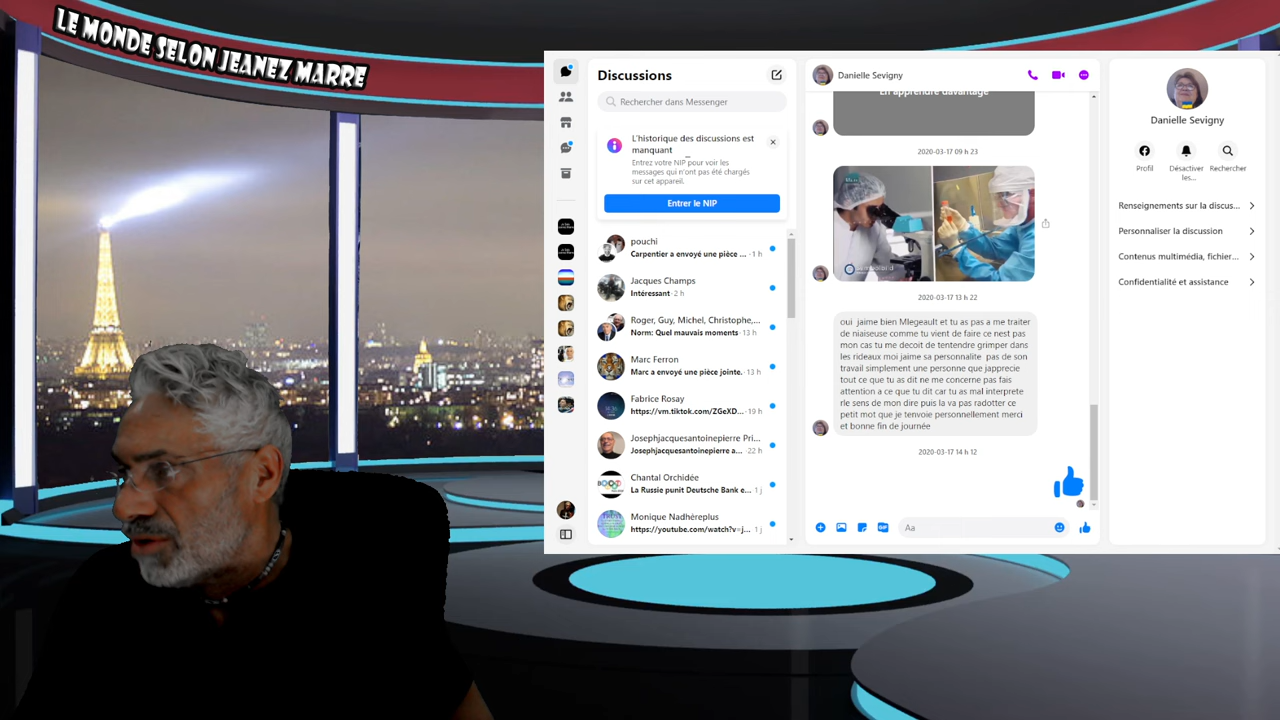 LE MONDE SELON JEANEZ MARRE
Discussions
Rechercher dans Messenger
L'historique des discussions est
manquant
Entrez votre NIP pour voir les
messages qui n'ont pas été chargés
sur cet appareil.
Entrer le NIP
pouchi
Carpentier a envoyé une pièce ... · 1 h
Jacques Champs
Intéressant · 2 h
Roger, Guy, Michel, Christophe,...
Norm: Quel mauvais moments · 13 h
Marc Ferron
Marc a envoyé une pièce jointe. · 13 h
Fabrice Rosay
https://vm.tiktok.com/ZGeXD... · 19 h
Josephjacquesantoinepierre Pri...
Josephjacquesantoinepierre a... · 22 h
Chantal Orchidée
La Russie punit Deutsche Bank e... · 1 j
Monique Nadhéreplus
https://youtube.com/watch?v=j... · 1 j
Danielle Sevigny
En apprendre davantage
2020-03-17 09 h 23
2020-03-17 13 h 22
oui jaime bien Mlegeault et tu as pas a me traiter
de niaiseuse comme tu vient de faire ce nest pas
mon cas tu me decoit de tentendre grimper dans
les rideaux moi jaime sa personnalite pas de son
travail simplement une personne que japprecie
tout ce que tu as dit ne me concerne pas fais
attention a ce que tu dit car tu as mal interprete
rle sens de mon dire puis la va pas radotter ce
petit mot que je tenvoie personnellement merci
et bonne fin de journée
2020-03-17 14 h 12
GIF
Aa
Danielle Sevigny
Profil
Désactiver
les...
Rechercher
Renseignements sur la discus...
Personnaliser la discussion
Contenus multimédia, fichier...
Confidentialité et assistance